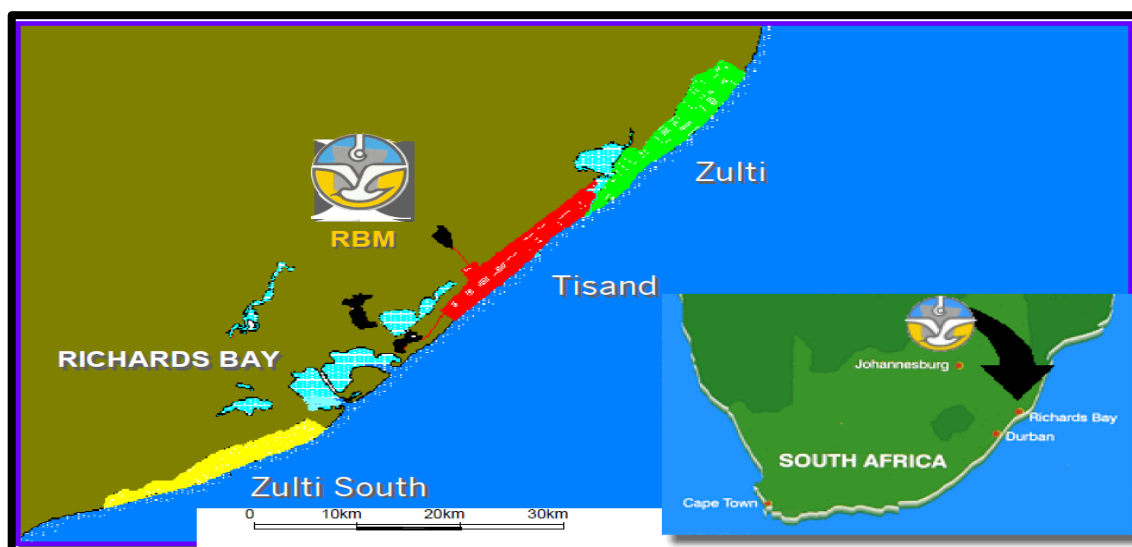 Zulti
RBM
Tisand
RICHARDS BAY
Zulti South
0 10km 20km 30km
Johannesburg
Richards Bay
Durban
SOUTH AFRICA
Cape Town